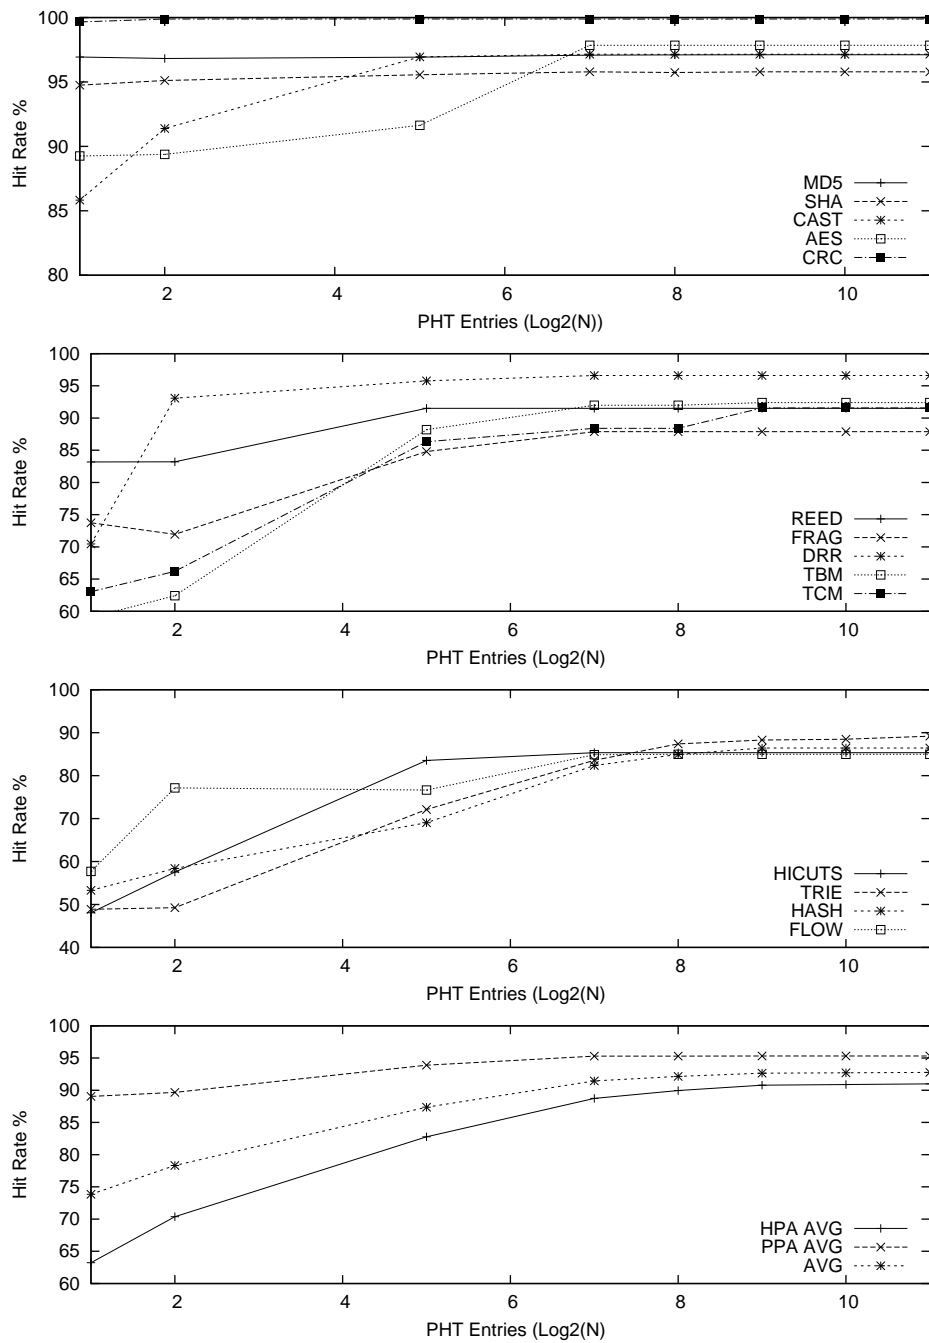 100
95
90
85
80
Hit Rate %
MD5
SHA
CAST
AES
CRC
2 4 6 8 10
PHT Entries (Log2(N))
100
95
90
85
80
75
70
65
60
Hit Rate %
REED
FRAG
DRR
TBM
TCM
2 4 6 8 10
PHT Entries (Log2(N)
100
90
80
70
60
50
40
Hit Rate %
HICUTS
TRIE
HASH
FLOW
2 4 6 8 10
PHT Entries (Log2(N)
100
95
90
85
80
75
70
65
60
Hit Rate %
HPA AVG
PPA AVG
AVG
2 4 6 8 10
PHT Entries (Log2(N)